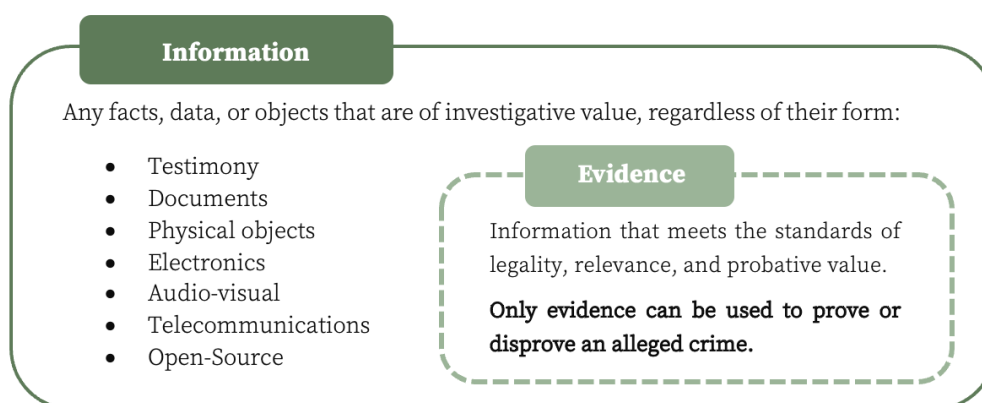 Information
Any facts, data, or objects that are of investigative value, regardless of their form:
• Testimony
• Documents
• Physical objects
• Electronics
• Audio-visual
• Telecommunications
• Open-Source
Evidence
Information that meets the standards of
legality, relevance, and probative value.
Only evidence can be used to prove or
disprove an alleged crime.